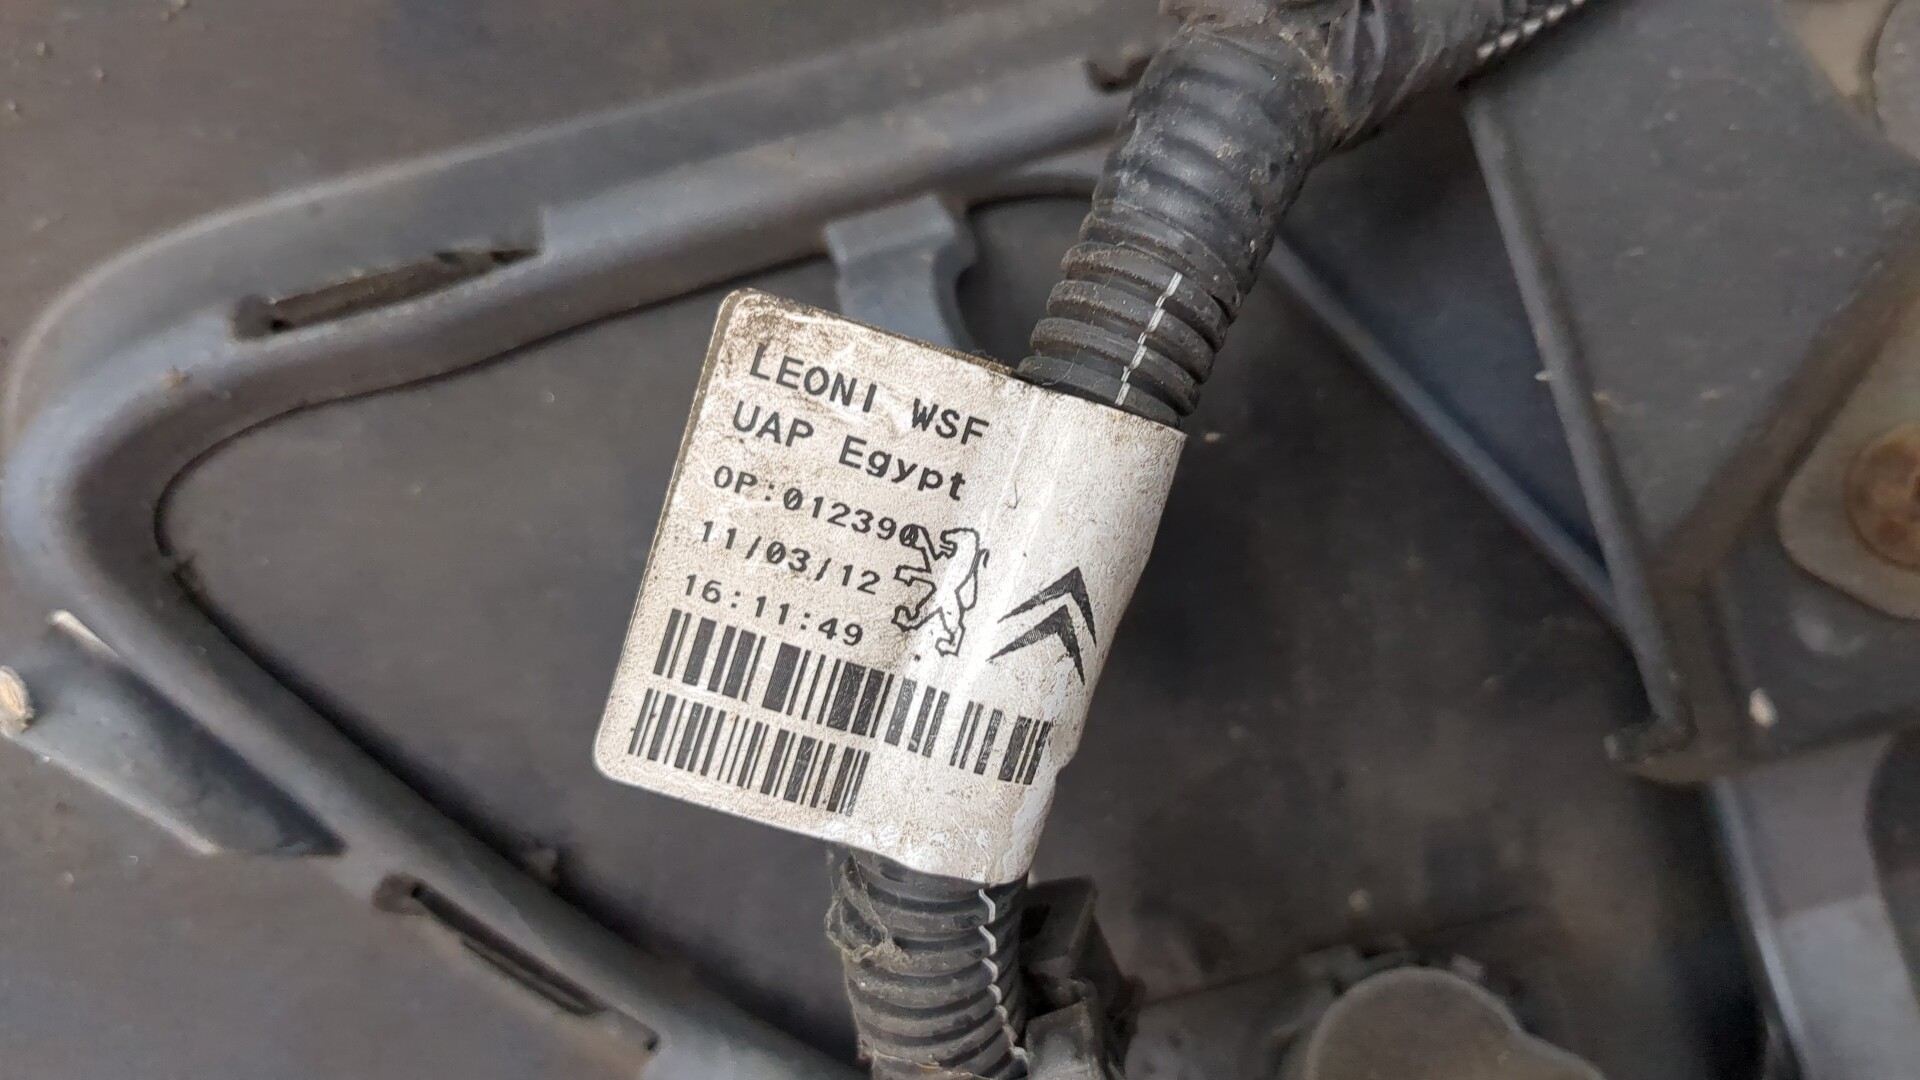 LEONI WSF
UAP Egypt
OP:012390
11/03/12
16:11:49